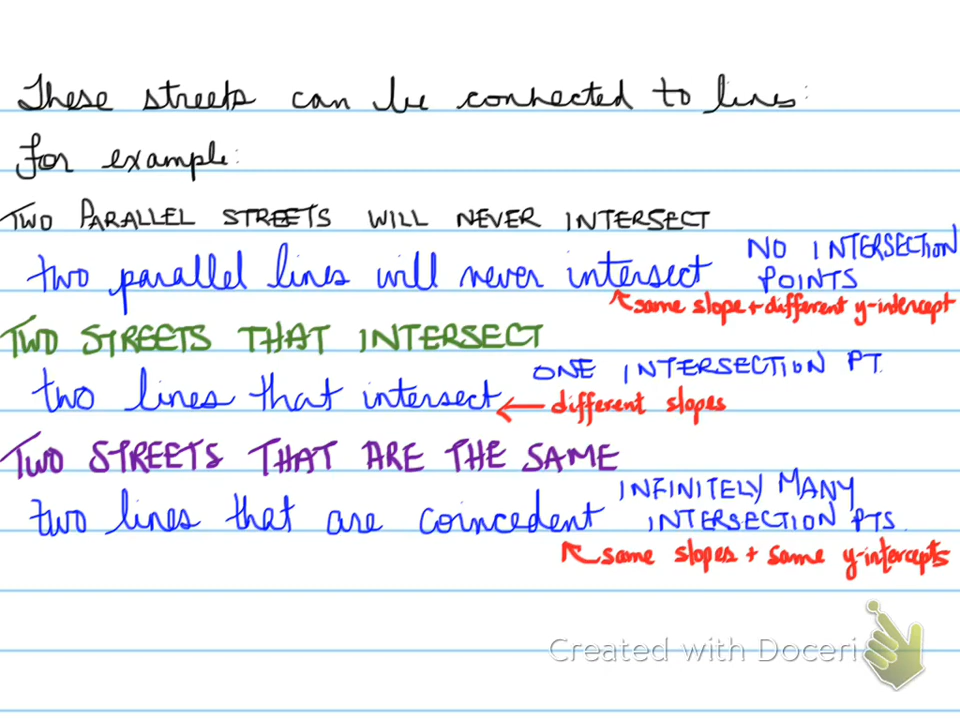 These streets can be connected to lines:
For example:
TWO PARALLEL STREETS WILL NEVER INTERSECT
two parallel lines will never intersect NO INTERSECTION POINTS
same slope + different y-intercept
TWO STREETS THAT INTERSECT
two lines that intersect ONE INTERSECTION PT.
different slopes
TWO STREETS THAT ARE THE SAME
two lines that are coincedent INFINITELY MANY INTERSECTION PTS.
same slopes + same y-intercepts
Created with Doceri